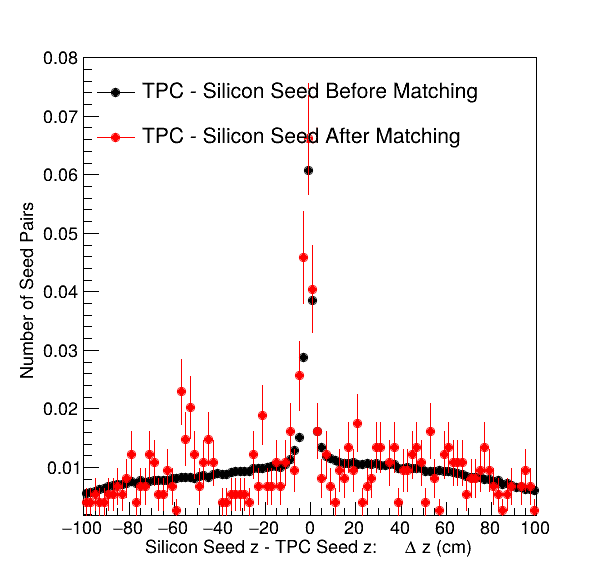 0.08
TPC - Silicon Seed Before Matching
0.07
TPC - Silicon Seed After Matching
0.06
0.05
0.04
0.03
0.02
0.01
Number of Seed Pairs
−100 −80 −60 −40 −20 0 20 40 60 80 100
Silicon Seed z - TPC Seed z: Δ z (cm)